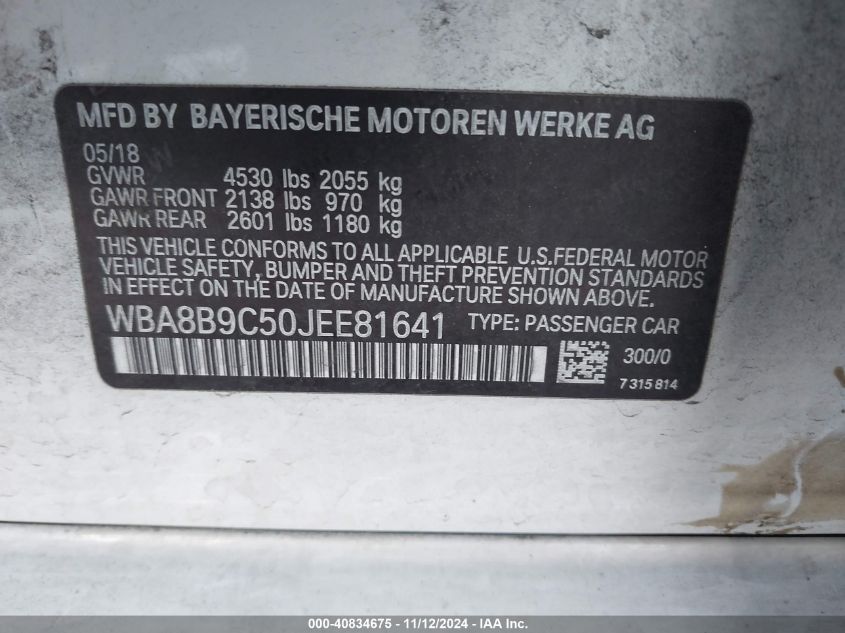 MFD BY BAYERISCHE MOTOREN WERKE AG
05/18
GVWR 4530 lbs 2055 kg
GAWR FRONT 2138 lbs 970 kg
GAWR REAR 2601 lbs 1180 kg
THIS VEHICLE CONFORMS TO ALL APPLICABLE U.S.FEDERAL MOTOR
VEHICLE SAFETY, BUMPER AND THEFT PREVENTION STANDARDS
IN EFFECT ON THE DATE OF MANUFACTURE SHOWN ABOVE.
WBA8B9C50JEE81641 TYPE: PASSENGER CAR
300/0
7 315 814
000-40834675 - 11/12/2024 - IAA Inc.